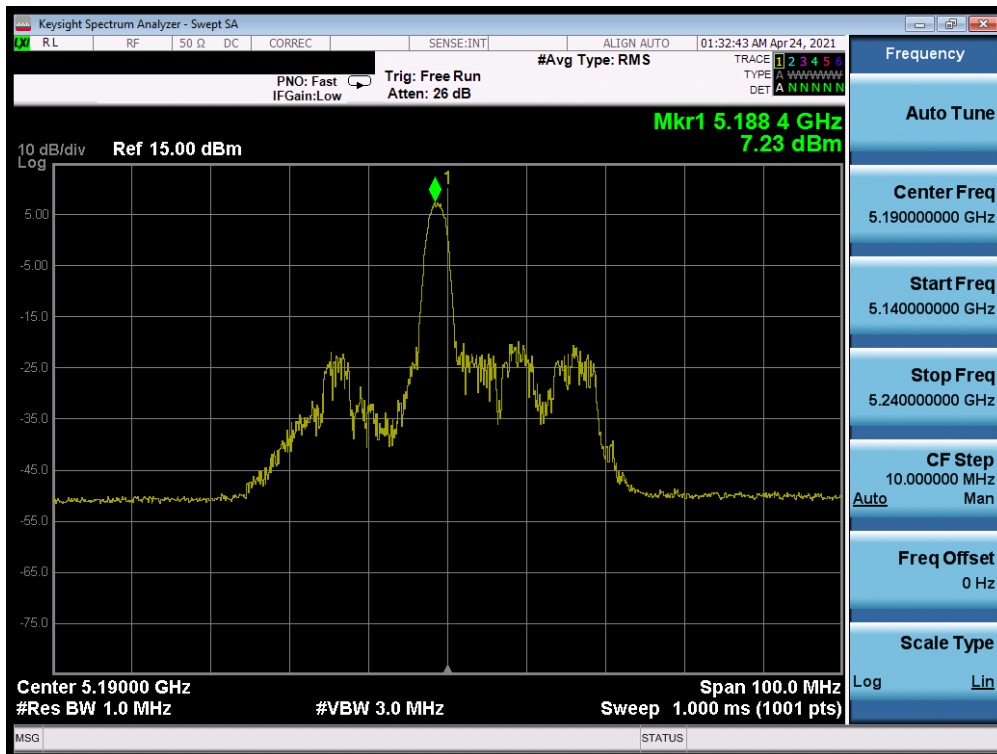 Keysight Spectrum Analyzer - Swept SA
LXI RL RF 50 Ω DC CORREC SENSE:INT ALIGN AUTO 01:32:43 AM Apr 24, 2021
#Avg Type: RMS
TRACE 1 2 3 4 5 6
TYPE A WWWWW
DET A N N N N N
PNO: Fast
IFGain:Low
Trig: Free Run
Atten: 26 dB
Mkr1 5.188 4 GHz
7.23 dBm
10 dB/div Ref 15.00 dBm
Log
1
5.00
-5.00
-15.0
-25.0
-35.0
-45.0
-55.0
-65.0
-75.0
Center 5.19000 GHz Span 100.0 MHz
#Res BW 1.0 MHz #VBW 3.0 MHz Sweep 1.000 ms (1001 pts)
MSG STATUS
Frequency
Auto Tune
Center Freq
5.190000000 GHz
Start Freq
5.140000000 GHz
Stop Freq
5.240000000 GHz
CF Step
10.000000 MHz
Auto Man
Freq Offset
0 Hz
Scale Type
Log Lin